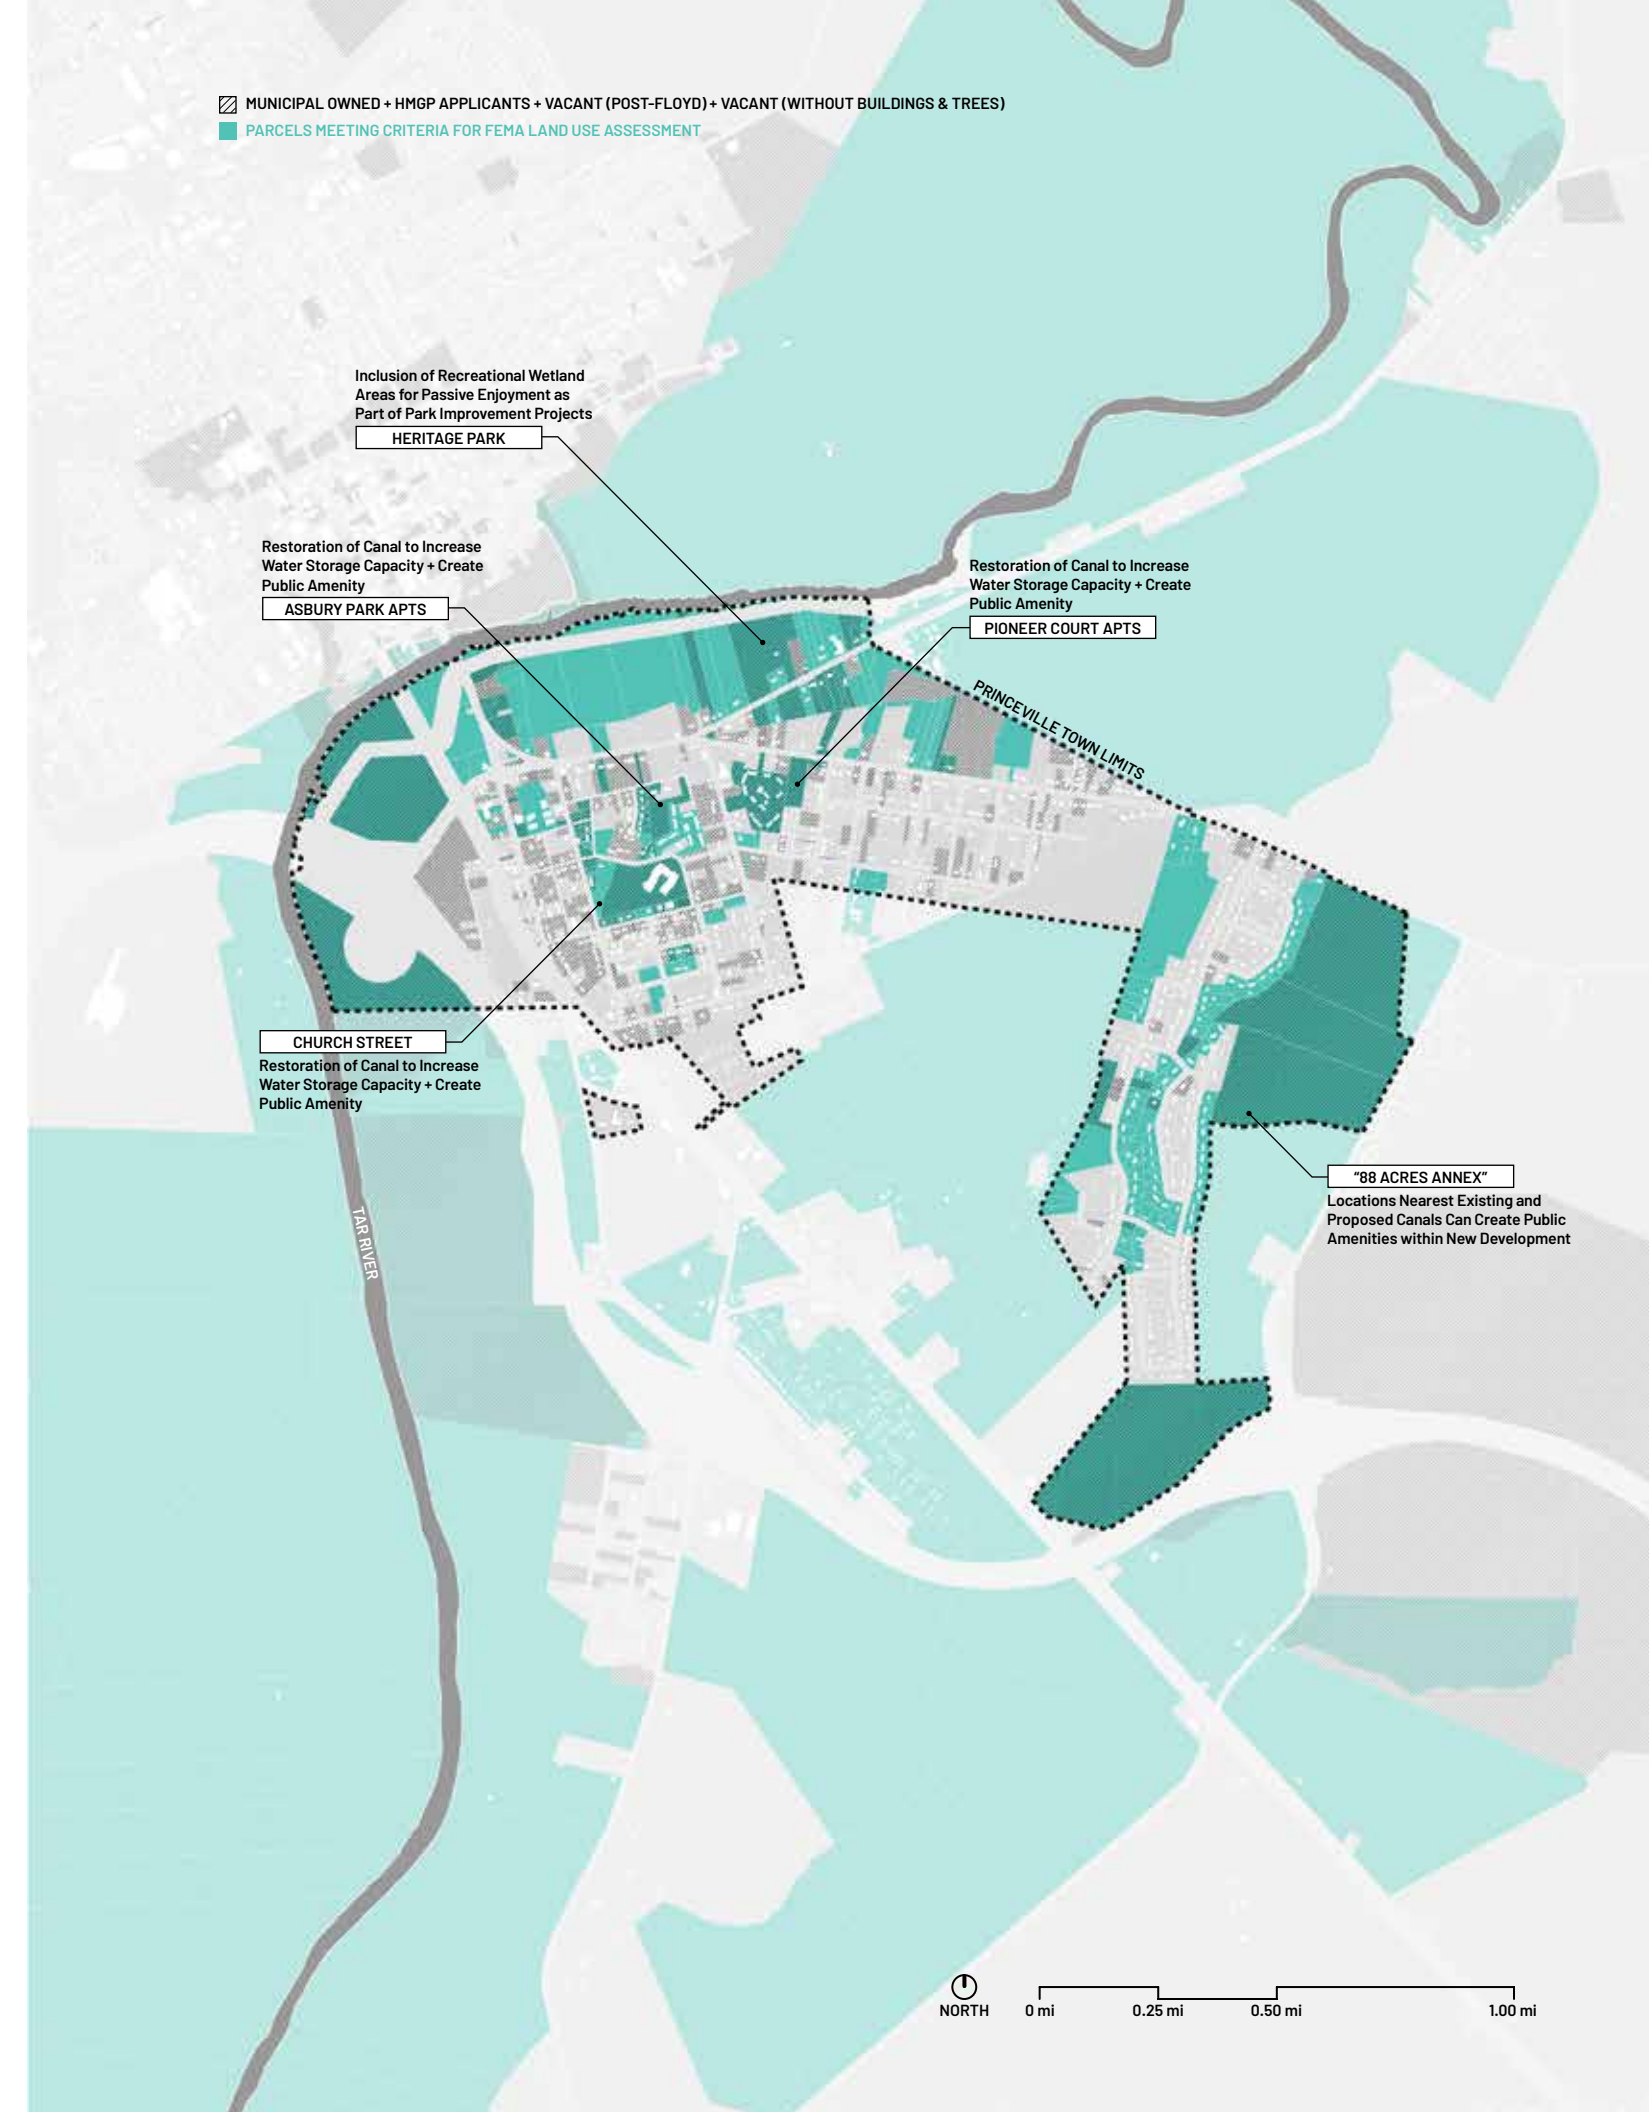 MUNICIPAL OWNED + HMGP APPLICANTS + VACANT (POST-FLOYD) + VACANT (WITHOUT BUILDINGS & TREES)
PARCELS MEETING CRITERIA FOR FEMA LAND USE ASSESSMENT
Inclusion of Recreational Wetland
Areas for Passive Enjoyment as
Part of Park Improvement Projects
HERITAGE PARK
Restoration of Canal to Increase
Water Storage Capacity + Create
Public Amenity
ASBURY PARK APTS
Restoration of Canal to Increase
Water Storage Capacity + Create
Public Amenity
PIONEER COURT APTS
PRINCEVILLE TOWN LIMITS
CHURCH STREET
Restoration of Canal to Increase
Water Storage Capacity + Create
Public Amenity
"88 ACRES ANNEX"
Locations Nearest Existing and
Proposed Canals Can Create Public
Amenities within New Development
TAR RIVER
NORTH
0 mi
0.25 mi
0.50 mi
1.00 mi